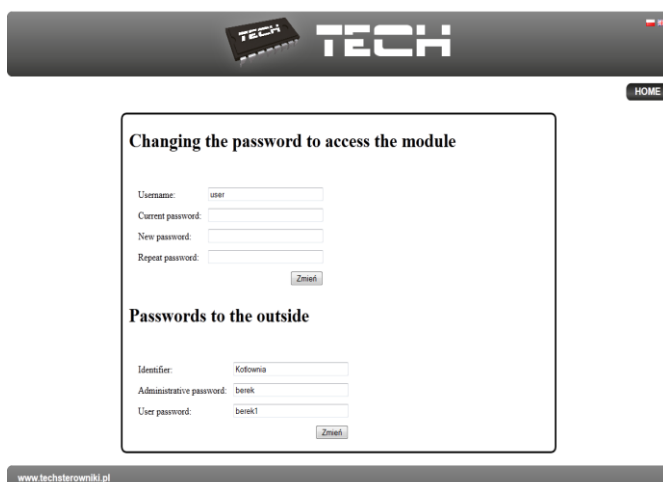 TECH TECH
HOME
Changing the password to access the module
Username: user
Current password:
New password:
Repeat password:
Zmień
Passwords to the outside
Identifier: Kotłownia
Administrative password: berek
User password: berek1
Zmień
www.techsterowniki.pl